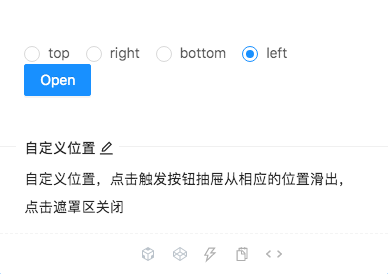 top right bottom left
Open
自定义位置
自定义位置，点击触发按钮抽屉从相应的位置滑出，
点击遮罩区关闭